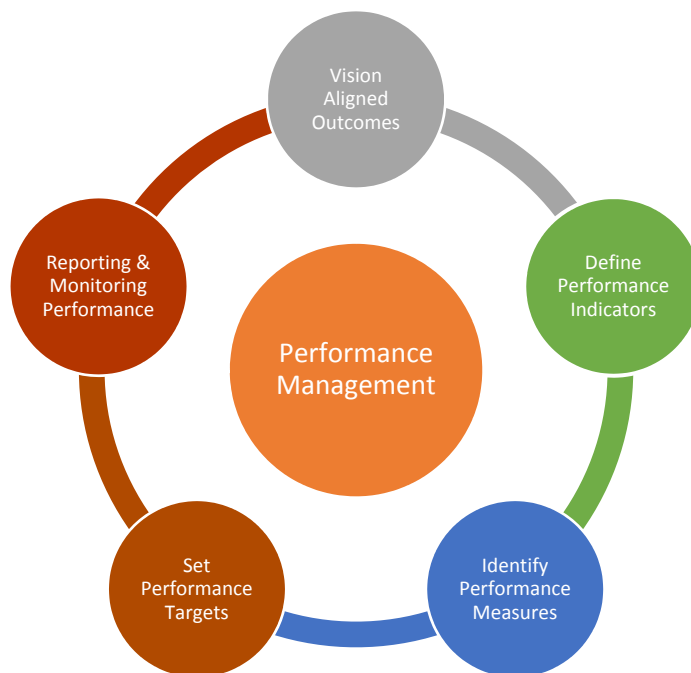 Vision
Aligned
Outcomes
Define
Performance
Indicators
Identify
Performance
Measures
Set
Performance
Targets
Reporting &
Monitoring
Performance
Performance
Management